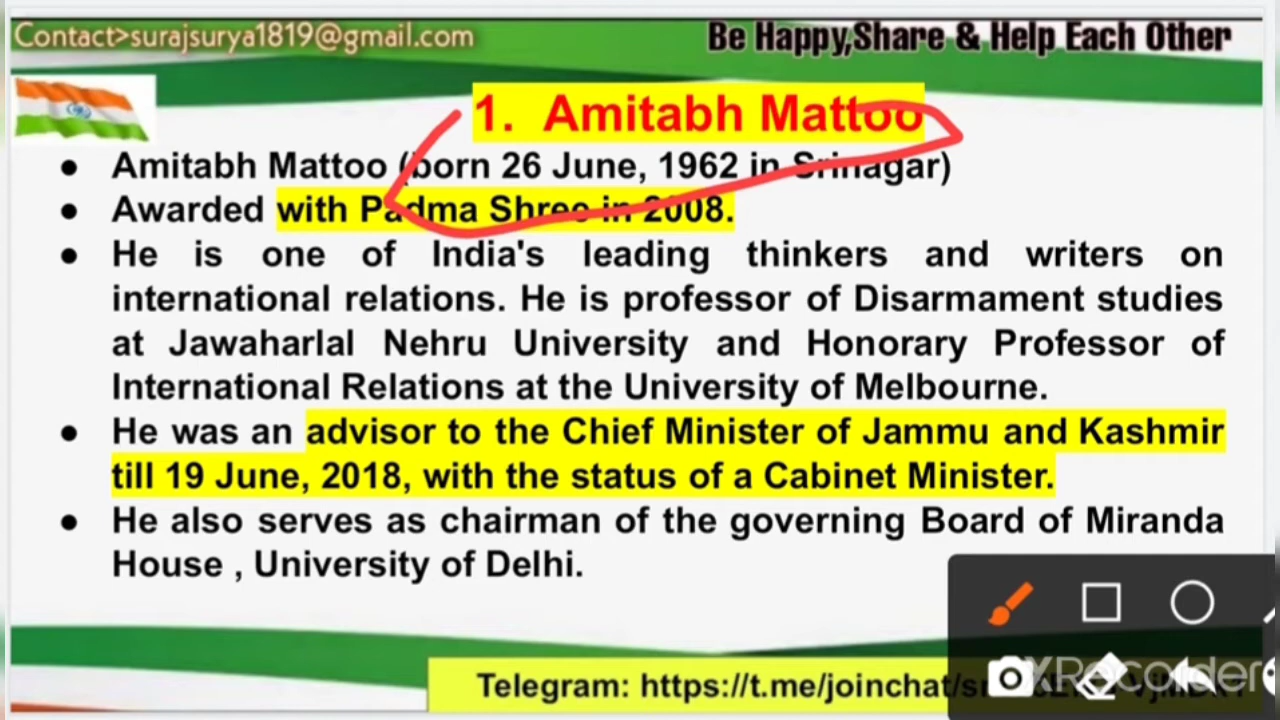 Contact>surajsurya1819@gmail.com
Be Happy,Share & Help Each Other
1. Amitabh Mattoo
● Amitabh Mattoo (born 26 June, 1962 in Srinagar)
● Awarded with Padma Shree in 2008.
● He is one of India's leading thinkers and writers on
international relations. He is professor of Disarmament studies
at Jawaharlal Nehru University and Honorary Professor of
International Relations at the University of Melbourne.
● He was an advisor to the Chief Minister of Jammu and Kashmir
till 19 June, 2018, with the status of a Cabinet Minister.
● He also serves as chairman of the governing Board of Miranda
House , University of Delhi.
Telegram: https://t.me/joinchat/
XRecorder